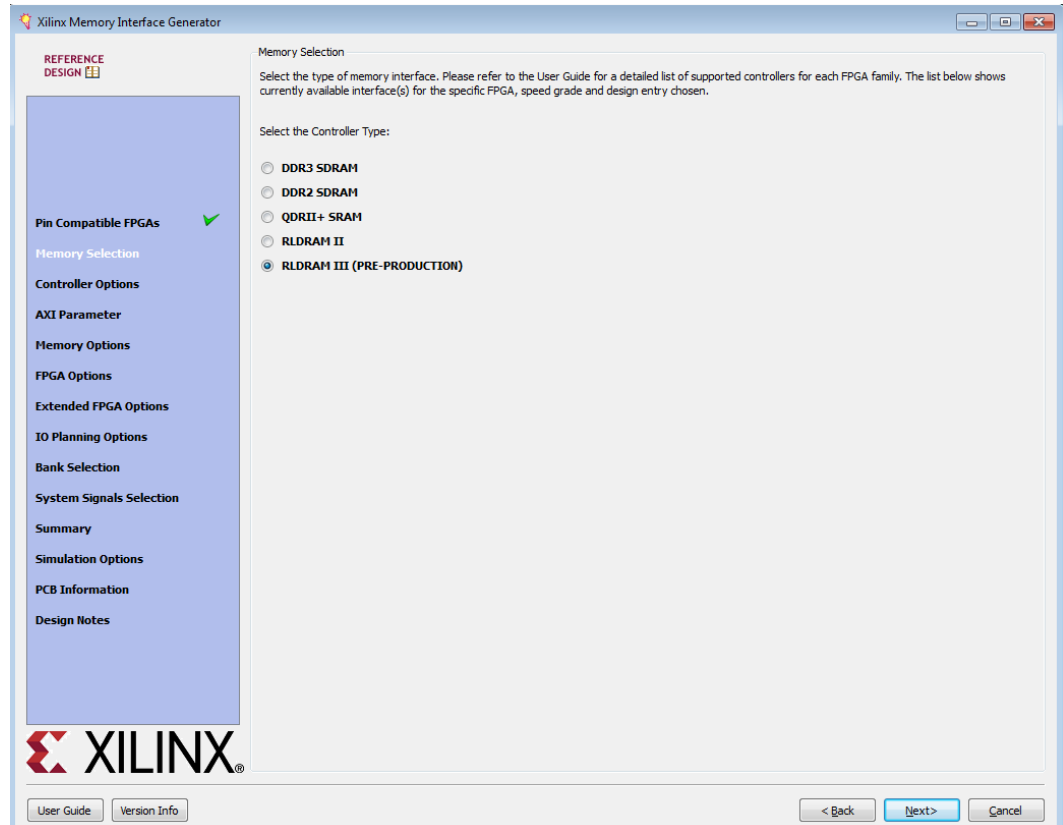 Xilinx Memory Interface Generator
REFERENCE
DESIGN
Pin Compatible FPGAs
Memory Selection
Controller Options
AXI Parameter
Memory Options
FPGA Options
Extended FPGA Options
IO Planning Options
Bank Selection
System Signals Selection
Summary
Simulation Options
PCB Information
Design Notes
XILINX®
Memory Selection
Select the type of memory interface. Please refer to the User Guide for a detailed list of supported controllers for each FPGA family. The list below shows
currently available interface(s) for the specific FPGA, speed grade and design entry chosen.
Select the Controller Type:
DDR3 SDRAM
DDR2 SDRAM
QDRII+ SRAM
RLDRAM II
RLDRAM III (PRE-PRODUCTION)
User Guide
Version Info
< Back
Next>
Cancel